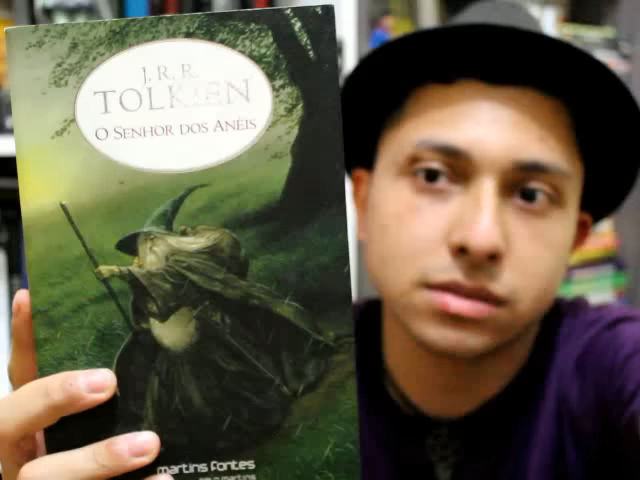 J. R. R.
TOLKIEN
O SENHOR DOS ANÉIS
martins fontes